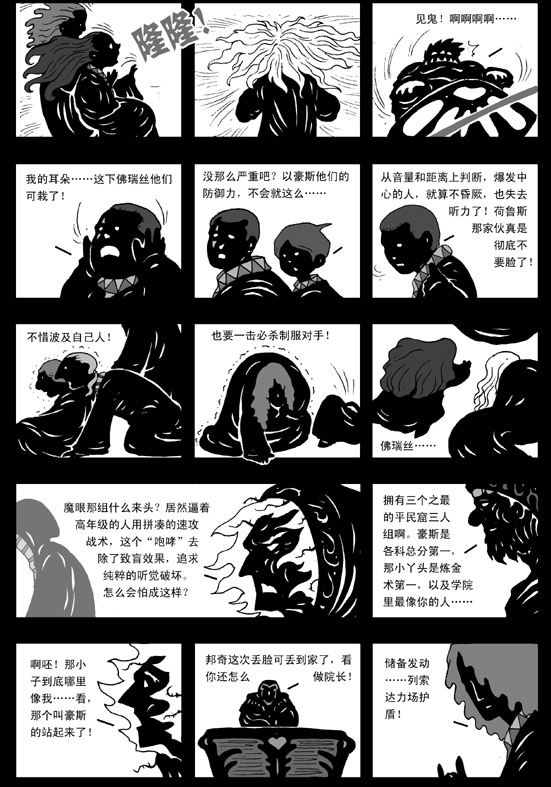 隆隆!
见鬼！啊啊啊啊……
我的耳朵……这下佛瑞丝他们
可栽了！
没那么严重吧？以豪斯他们的
防御力，不会就这么……
从音量和距离上判断，爆发中
心的人，就算不昏厥，也失去
听力了！荷鲁斯
那家伙真是
彻底不
要脸了！
不惜波及自己人！
也要一击必杀制服对手！
佛瑞丝……
魔眼那组什么来头？居然逼着
高年级的人用拼凑的速攻
战术，这个“咆哮”去
除了致盲效果，追求
纯粹的听觉破坏。
怎么会怕成这样？
拥有三个之最
的平民窟三人
组啊。豪斯是
各科总分第一，
那小丫头是炼金
术第一，以及学院
里最像你的人……
啊呸！那小
子到底哪里
像我……看，
那个叫豪斯
的站起来了！
邦奇这次丢脸可丢到家了，看
你还怎么 做院长！
储备发动
……列索
达力场护
盾！